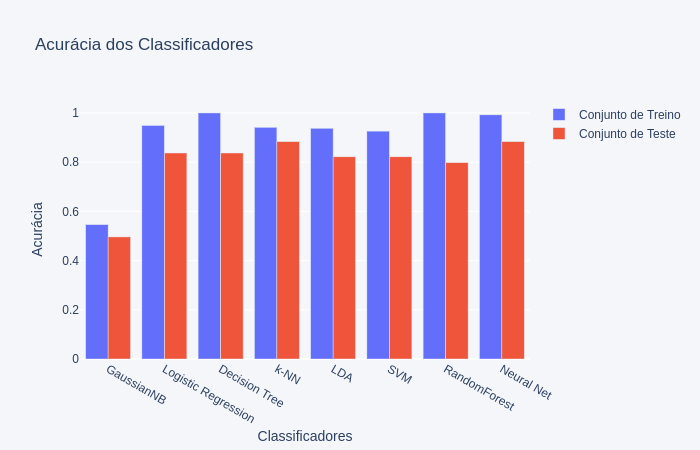 Acurácia dos Classificadores
Conjunto de Treino
Conjunto de Teste
Acurácia
1
0.8
0.6
0.4
0.2
0
GaussianNB
Logistic Regression
Decision Tree
k-NN
LDA
SVM
RandomForest
Neural Net
Classificadores